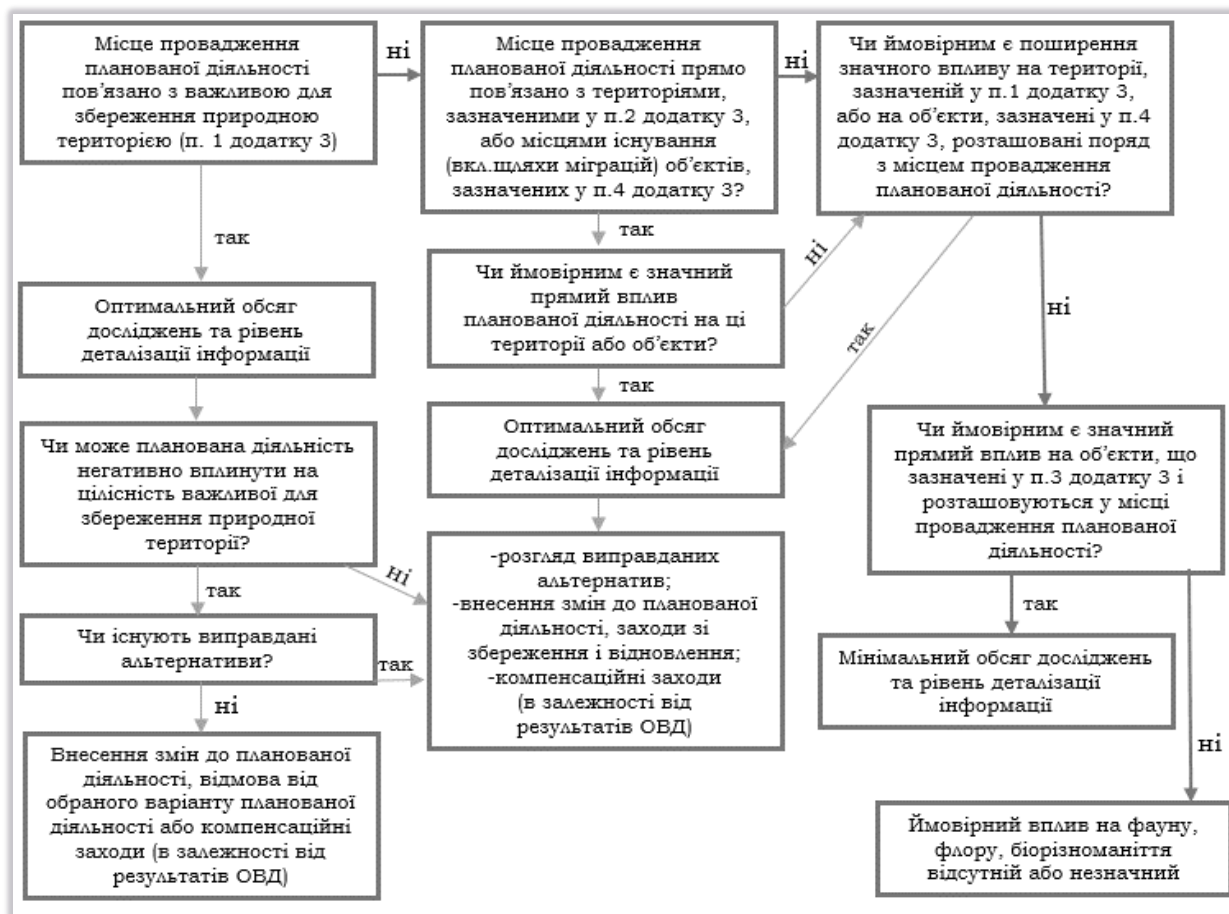 Місце провадження
планованої діяльності
пов’язано з важливою для
збереження природною
територією (п. 1 додатку 3)
ні
Місце провадження
планованої діяльності прямо
пов’язано з територіями,
зазначеними у п.2 додатку 3,
або місцями існування
(вкл.щляхи міграцій) об’єктів,
зазначених у п.4 додатку 3?
ні
Чи ймовірним є поширення
значного впливу на території,
зазначеній у п.1 додатку 3,
або на об’єкти, зазначені у п.4
додатку 3, розташовані поряд
з місцем провадження
планованої діяльності?
так
так
ні
так
ні
Оптимальний обсяг
досліджень та рівень
деталізації інформації
Чи ймовірним є значний
прямий вплив
планованої діяльності на ці
території або об’єкти?
так
Чи може планована діяльність
негативно вплинути на
цілісність важливої для
збереження природної
території?
Оптимальний обсяг
досліджень та рівень
деталізації інформації
Чи ймовірним є значний
прямий вплив на об’єкти, що
зазначені у п.3 додатку 3 і
розташовуються у місці
провадження планованої
діяльності?
так
ні
-розгляд виправданих
альтернатив;
-внесення змін до планованої
діяльності, заходи зі
збереження і відновлення;
-компенсаційні заходи
(в залежності від
результатів ОВД)
так
Чи існують виправдані
альтернативи?
так
ні
Мінімальний обсяг досліджень
та рівень деталізації
інформації
ні
Внесення змін до планованої
діяльності, відмова від
обраного варіанту планованої
діяльності або компенсаційні
заходи (в залежності від
результатів ОВД)
Ймовірний вплив на фауну,
флору, біорізноманіття
відсутній або незначний